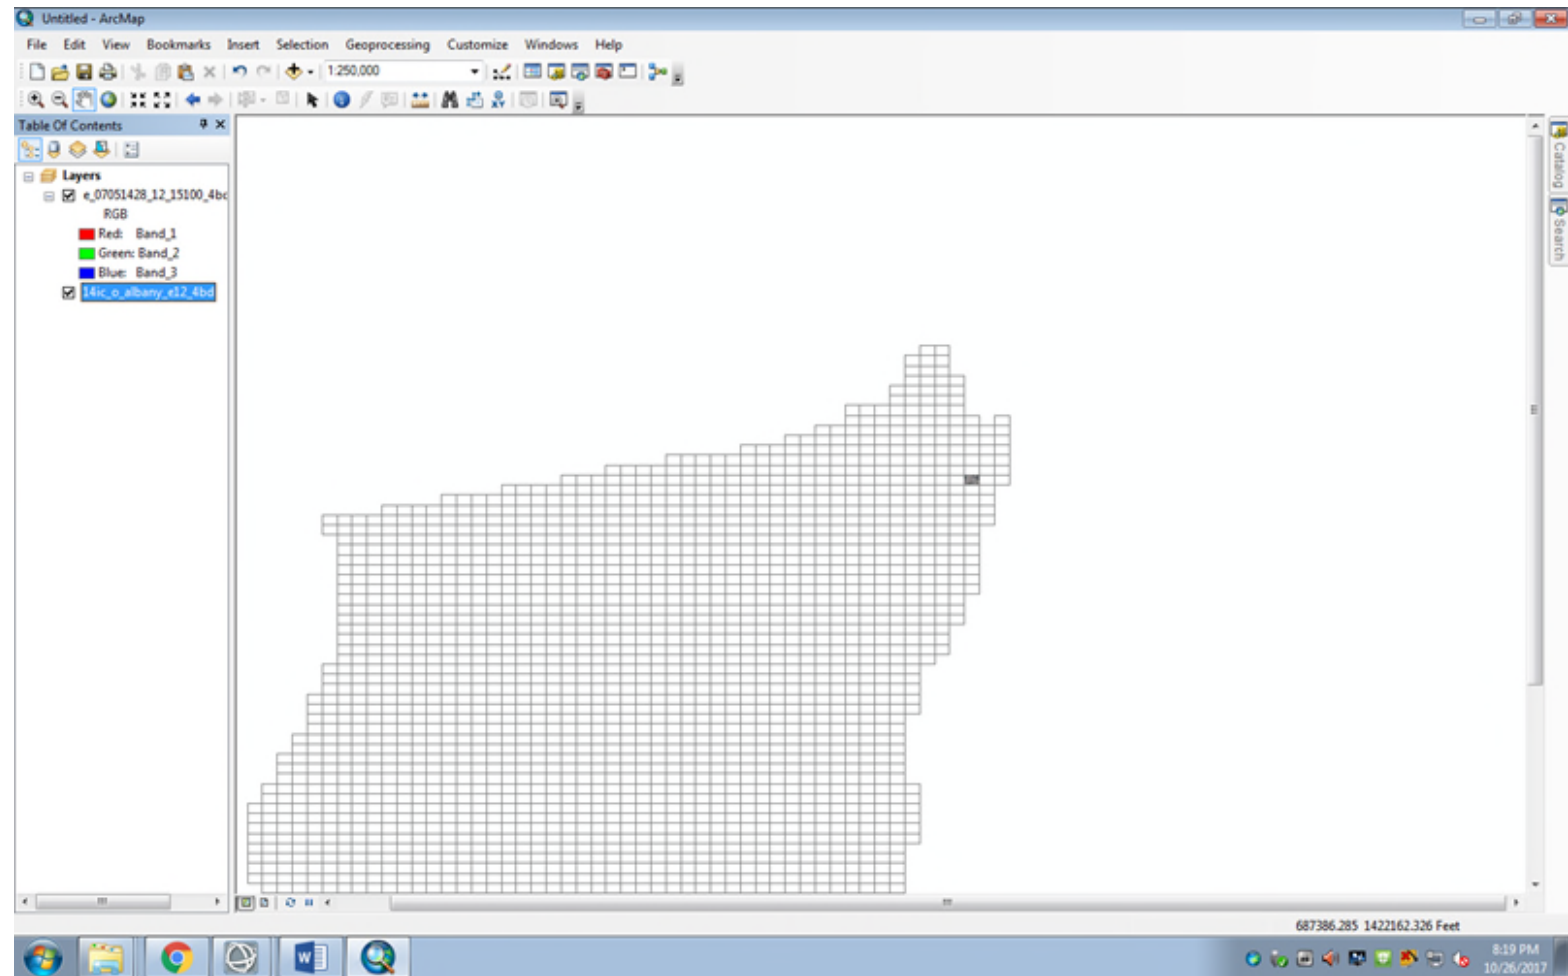 Untitled - ArcMap
File Edit View Bookmarks Insert Selection Geoprocessing Customize Windows Help
1:250,000
Table Of Contents
Layers
e_07051428_12_15100_4bc
RGB
Red: Band_1
Green: Band_2
Blue: Band_3
14ic_o_albany_e12_4bd
Catalog
Search
687386.285 1422162.326 Feet
8:19 PM
10/26/2017